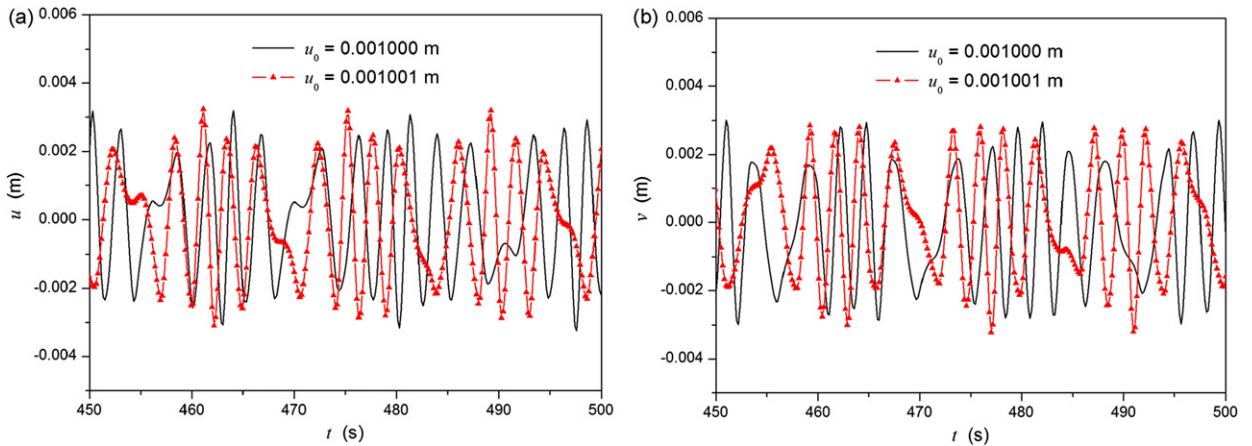 (a)
0.006
0.004
0.002
0.000
-0.002
-0.004
u (m)
u₀ = 0.001000 m
u₀ = 0.001001 m
450 460 470 480 490 500
t (s)
(b)
0.006
0.004
0.002
0.000
-0.002
-0.004
v (m)
u₀ = 0.001000 m
u₀ = 0.001001 m
450 460 470 480 490 500
t (s)